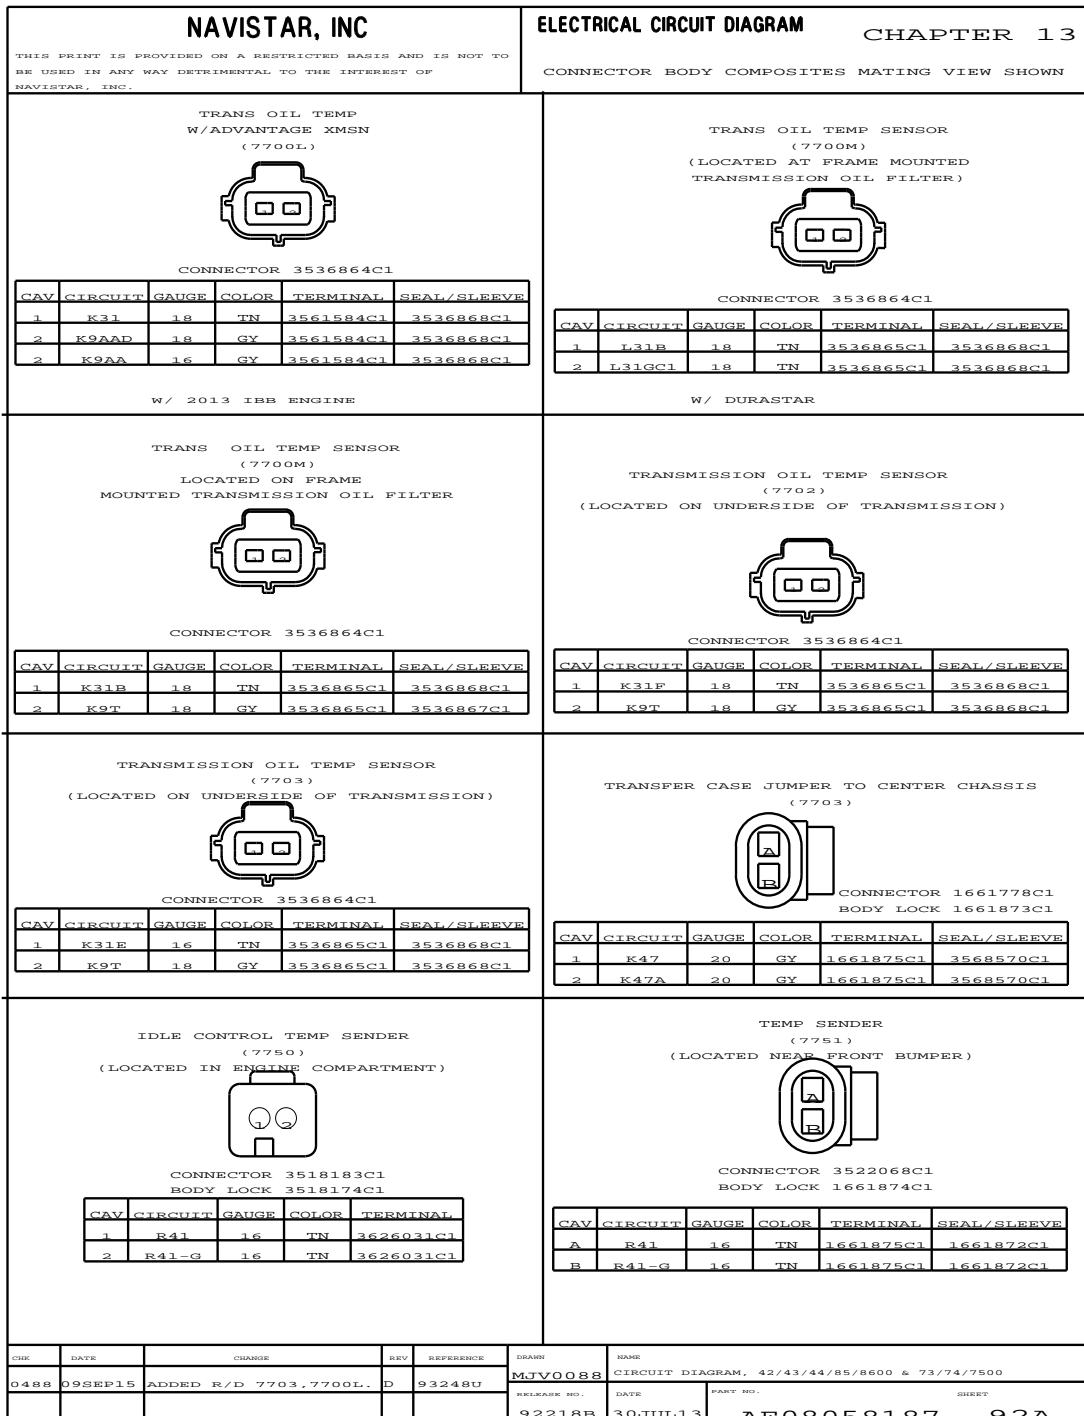 NAVISTAR, INC
THIS PRINT IS PROVIDED ON A RESTRICTED BASIS AND IS NOT TO
BE USED IN ANY WAY DETRIMENTAL TO THE INTEREST OF
NAVISTAR, INC.
ELECTRICAL CIRCUIT DIAGRAM
CHAPTER 13
CONNECTOR BODY COMPOSITES MATING VIEW SHOWN
TRANS OIL TEMP
W/ADVANTAGE XMSN
(7700L)
1 2
CONNECTOR 3536864C1
CAV CIRCUIT GAUGE COLOR TERMINAL SEAL/SLEEVE
1 K31 18 TN 3561584C1 3536868C1
2 K9AAD 18 GY 3561584C1 3536868C1
2 K9AA 16 GY 3561584C1 3536868C1
W/ 2013 IBB ENGINE
TRANS OIL TEMP SENSOR
(7700M)
(LOCATED AT FRAME MOUNTED
TRANSMISSION OIL FILTER)
1 2
CONNECTOR 3536864C1
CAV CIRCUIT GAUGE COLOR TERMINAL SEAL/SLEEVE
1 L31B 18 TN 3536865C1 3536868C1
2 L31GC1 18 TN 3536865C1 3536868C1
W/ DURASTAR
TRANS OIL TEMP SENSOR
(7700M)
LOCATED ON FRAME
MOUNTED TRANSMISSION OIL FILTER
1 2
CONNECTOR 3536864C1
CAV CIRCUIT GAUGE COLOR TERMINAL SEAL/SLEEVE
1 K31B 18 TN 3536865C1 3536868C1
2 K9T 18 GY 3536865C1 3536867C1
TRANSMISSION OIL TEMP SENSOR
(7702)
(LOCATED ON UNDERSIDE OF TRANSMISSION)
1 2
CONNECTOR 3536864C1
CAV CIRCUIT GAUGE COLOR TERMINAL SEAL/SLEEVE
1 K31F 18 TN 3536865C1 3536868C1
2 K9T 18 GY 3536865C1 3536868C1
TRANSMISSION OIL TEMP SENSOR
(7703)
(LOCATED ON UNDERSIDE OF TRANSMISSION)
1 2
CONNECTOR 3536864C1
CAV CIRCUIT GAUGE COLOR TERMINAL SEAL/SLEEVE
1 K31E 16 TN 3536865C1 3536868C1
2 K9T 18 GY 3536865C1 3536868C1
TRANSFER CASE JUMPER TO CENTER CHASSIS
(7703)
A
B
CONNECTOR 1661778C1
BODY LOCK 1661873C1
CAV CIRCUIT GAUGE COLOR TERMINAL SEAL/SLEEVE
1 K47 20 GY 1661875C1 3568570C1
2 K47A 20 GY 1661875C1 3568570C1
IDLE CONTROL TEMP SENDER
(7750)
(LOCATED IN ENGINE COMPARTMENT)
1 2
CONNECTOR 3518183C1
BODY LOCK 3518174C1
CAV CIRCUIT GAUGE COLOR TERMINAL
1 R41 16 TN 3626031C1
2 R41-G 16 TN 3626031C1
TEMP SENDER
(7751)
(LOCATED NEAR FRONT BUMPER)
A
B
CONNECTOR 3522068C1
BODY LOCK 1661874C1
CAV CIRCUIT GAUGE COLOR TERMINAL SEAL/SLEEVE
A R41 16 TN 1661875C1 1661872C1
B R41-G 16 TN 1661875C1 1661872C1
CHK DATE CHANGE REV REFERENCE
0488 09SEP15 ADDED R/D 7703,7700L. D 93248U
DRAWN
MJV0088
NAME
CIRCUIT DIAGRAM, 42/43/44/85/8600 & 73/74/7500
RELEASE NO. DATE PART NO. SHEET
92218B 30JUL13 AE08058187 92A